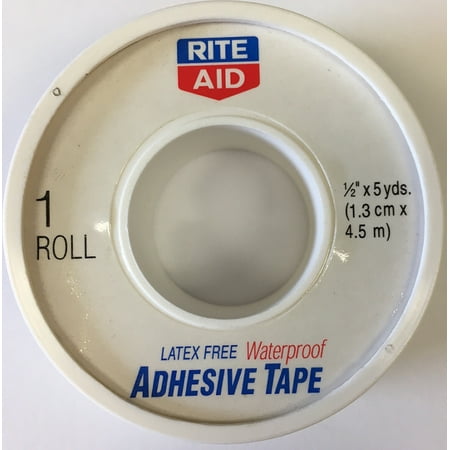 RITE
AID
1
ROLL
½" x 5 yds.
(1.3 cm x
4.5 m)
LATEX FREE Waterproof
ADHESIVE TAPE